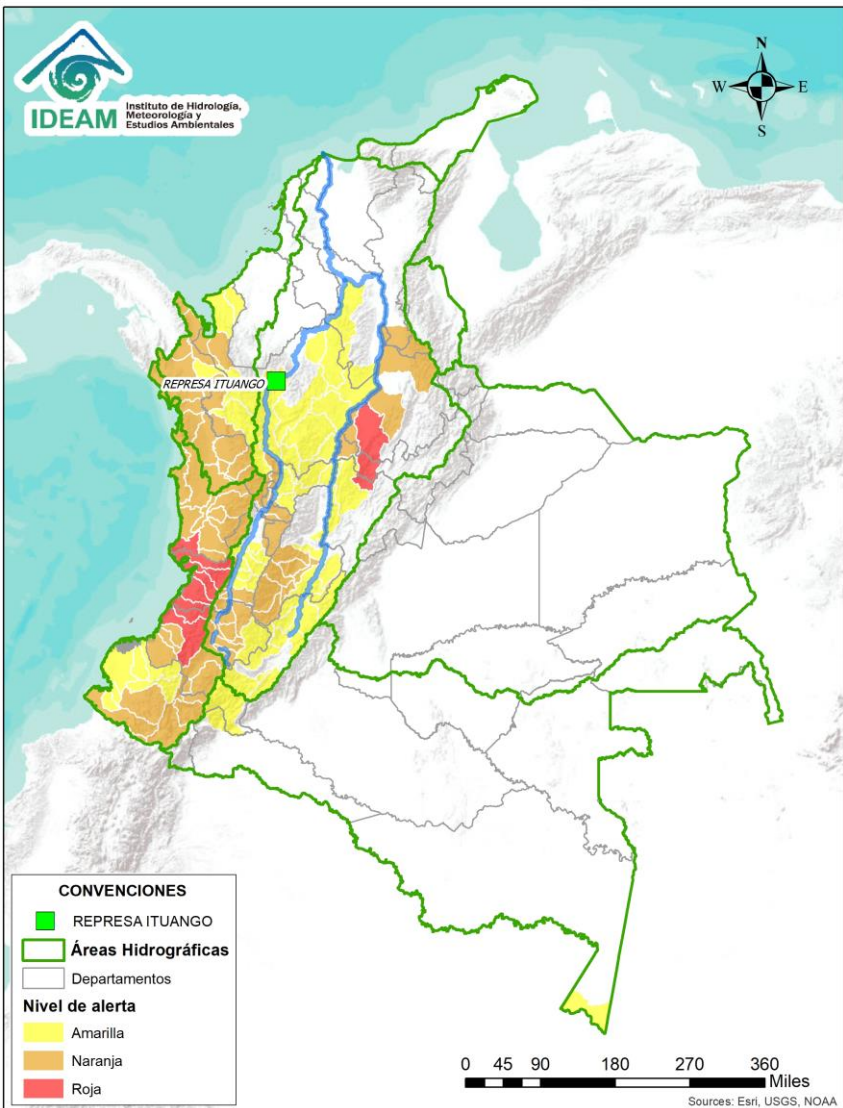 IDEAM
Instituto de Hidrología,
Meteorología y
Estudios Ambientales
N
W
E
S
REPRESA ITUANGO
CONVENCIONES
REPRESA ITUANGO
Áreas Hidrográficas
Departamentos
Nivel de alerta
Amarilla
Naranja
Roja
0 45 90 180 270 360
Miles
Sources: Esri, USGS, NOAA